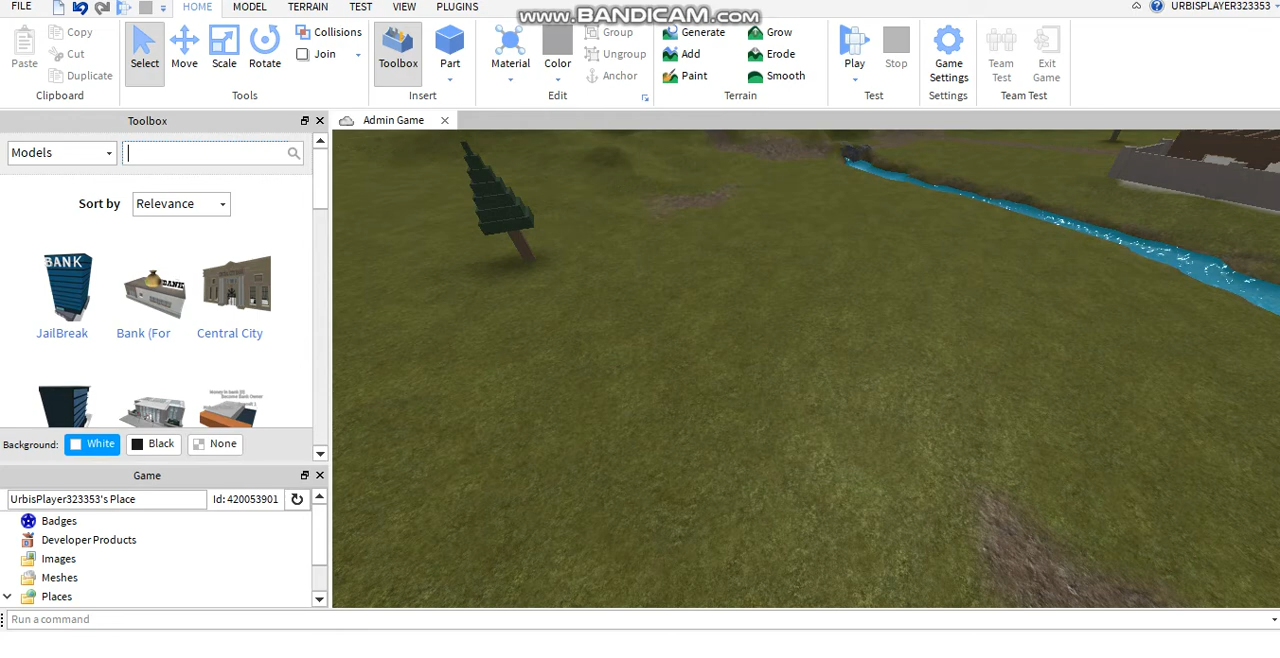 FILE HOME MODEL TERRAIN TEST VIEW PLUGINS
www.BANDICAM.com
URBISPLAYER323353
Paste
Copy
Cut
Duplicate
Clipboard
Select Move Scale Rotate
Collisions
Join
Tools
Toolbox Part
Insert
Material Color
Group
Ungroup
Anchor
Edit
Generate Grow
Add Erode
Paint Smooth
Terrain
Play Stop
Test
Game Settings
Settings
Team Test
Exit Game
Team Test
Toolbox
Admin Game
Models
Sort by Relevance
BANK
BANK
JailBreak Bank (For Central City
Background: White Black None
Game
UrbisPlayer323353's Place Id: 420053901
Badges
Developer Products
Images
Meshes
Places
Run a command